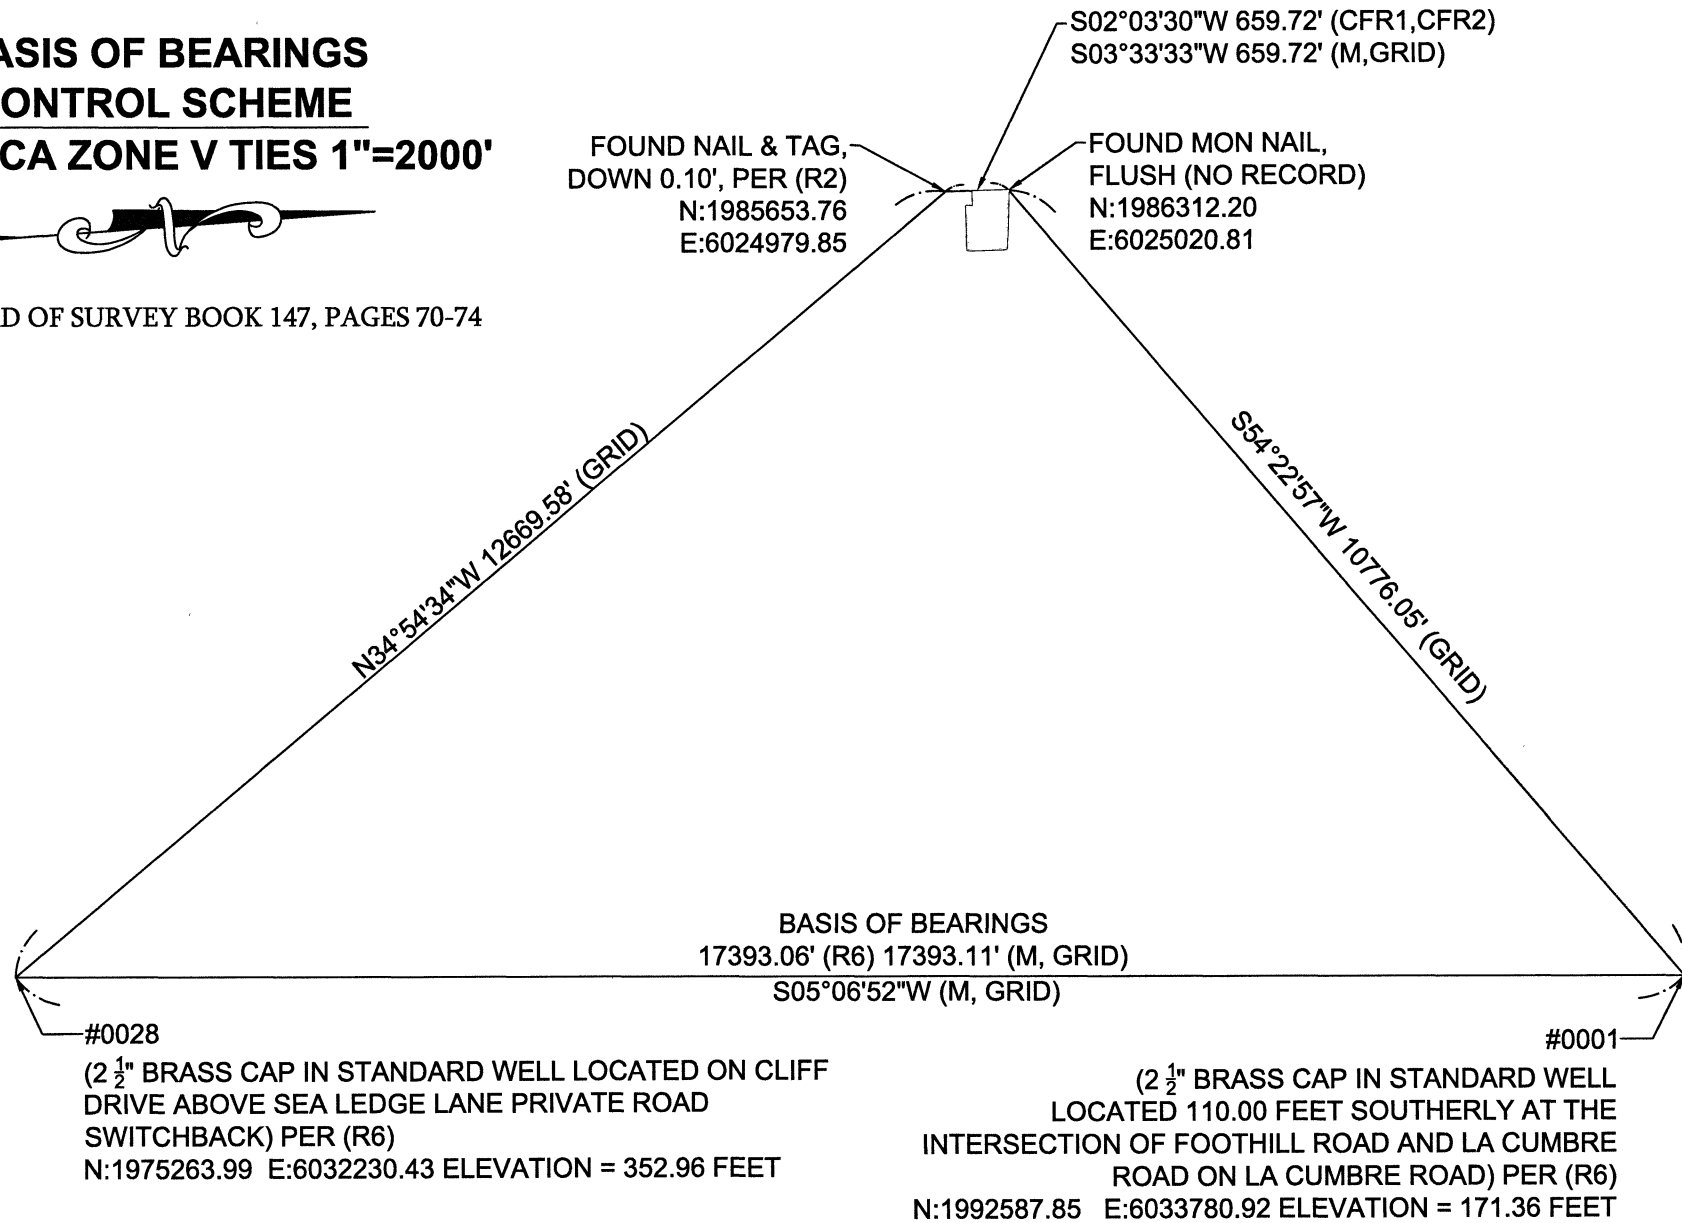 ASIS OF BEARINGS
ONTROL SCHEME
CA ZONE V TIES 1"=2000'
D OF SURVEY BOOK 147, PAGES 70-74
S02°03'30"W 659.72' (CFR1,CFR2)
S03°33'33"W 659.72' (M,GRID)
FOUND NAIL & TAG,
DOWN 0.10', PER (R2)
N:1985653.76
E:6024979.85
FOUND MON NAIL,
FLUSH (NO RECORD)
N:1986312.20
E:6025020.81
N34°54'34"W 12669.58' (GRID)
S54°22'57"W 10776.05' (GRID)
BASIS OF BEARINGS
17393.06' (R6) 17393.11' (M, GRID)
S05°06'52"W (M, GRID)
#0028
(2 1/2" BRASS CAP IN STANDARD WELL LOCATED ON CLIFF
DRIVE ABOVE SEA LEDGE LANE PRIVATE ROAD
SWITCHBACK) PER (R6)
N:1975263.99 E:6032230.43 ELEVATION = 352.96 FEET
#0001
(2 1/2" BRASS CAP IN STANDARD WELL
LOCATED 110.00 FEET SOUTHERLY AT THE
INTERSECTION OF FOOTHILL ROAD AND LA CUMBRE
ROAD ON LA CUMBRE ROAD) PER (R6)
N:1992587.85 E:6033780.92 ELEVATION = 171.36 FEET